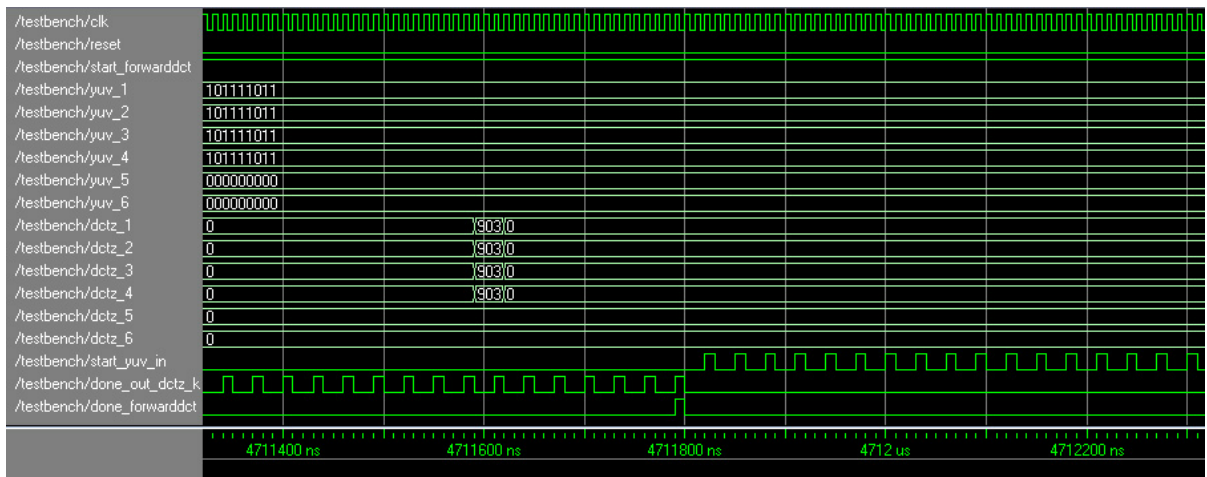 /testbench/clk
/testbench/reset
/testbench/start_forwarddct
/testbench/yuv_1 101111011
/testbench/yuv_2 101111011
/testbench/yuv_3 101111011
/testbench/yuv_4 101111011
/testbench/yuv_5 000000000
/testbench/yuv_6 000000000
/testbench/dctz_1 0 903 0
/testbench/dctz_2 0 903 0
/testbench/dctz_3 0 903 0
/testbench/dctz_4 0 903 0
/testbench/dctz_5 0
/testbench/dctz_6 0
/testbench/start_yuv_in
/testbench/done_out_dctz_k
/testbench/done_forwarddct
4711400 ns 4711600 ns 4711800 ns 4712 us 4712200 ns